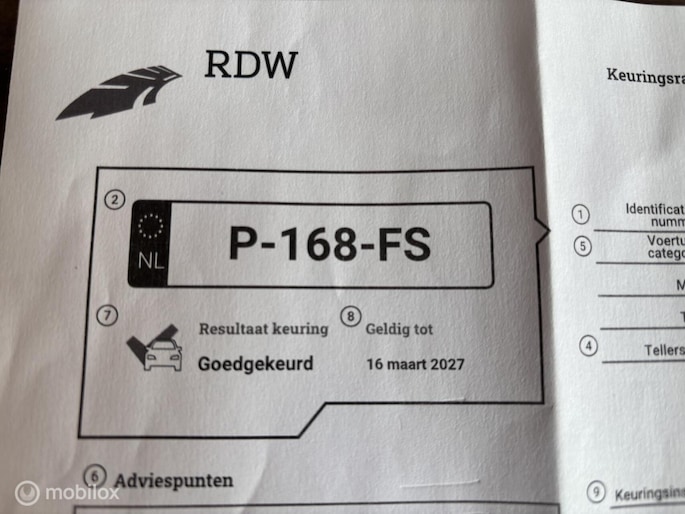 RDW
Keuringsra
2
NL
P-168-FS
7
Resultaat keuring
Goedgekeurd
8
Geldig tot
16 maart 2027
6 Adviespunten
1
Identificat
numm
5
Voertu
catego
M
T
4
Tellers
9
Keuringsins
mobilox